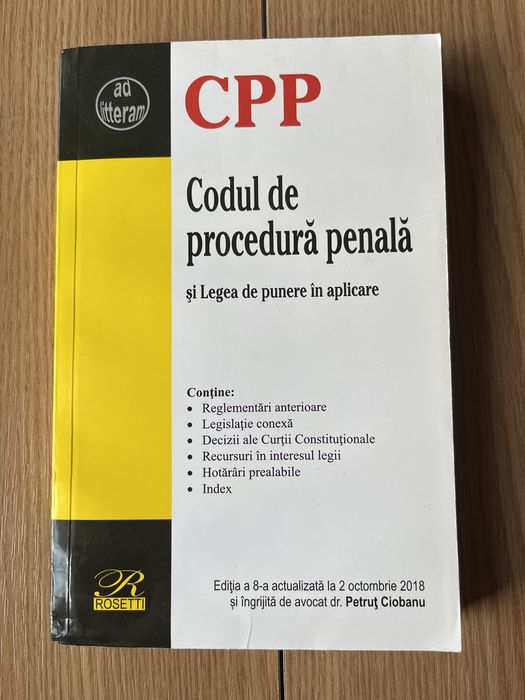 ad
litteram
CPP
Codul de
procedură penală
şi Legea de punere în aplicare
Conţine:
• Reglementări anterioare
• Legislaţie conexă
• Decizii ale Curţii Constituţionale
• Recursuri în interesul legii
• Hotărâri prealabile
• Index
Ediţia a 8-a actualizată la 2 octombrie 2018
şi îngrijită de avocat dr. Petruţ Ciobanu
R
ROSETTI